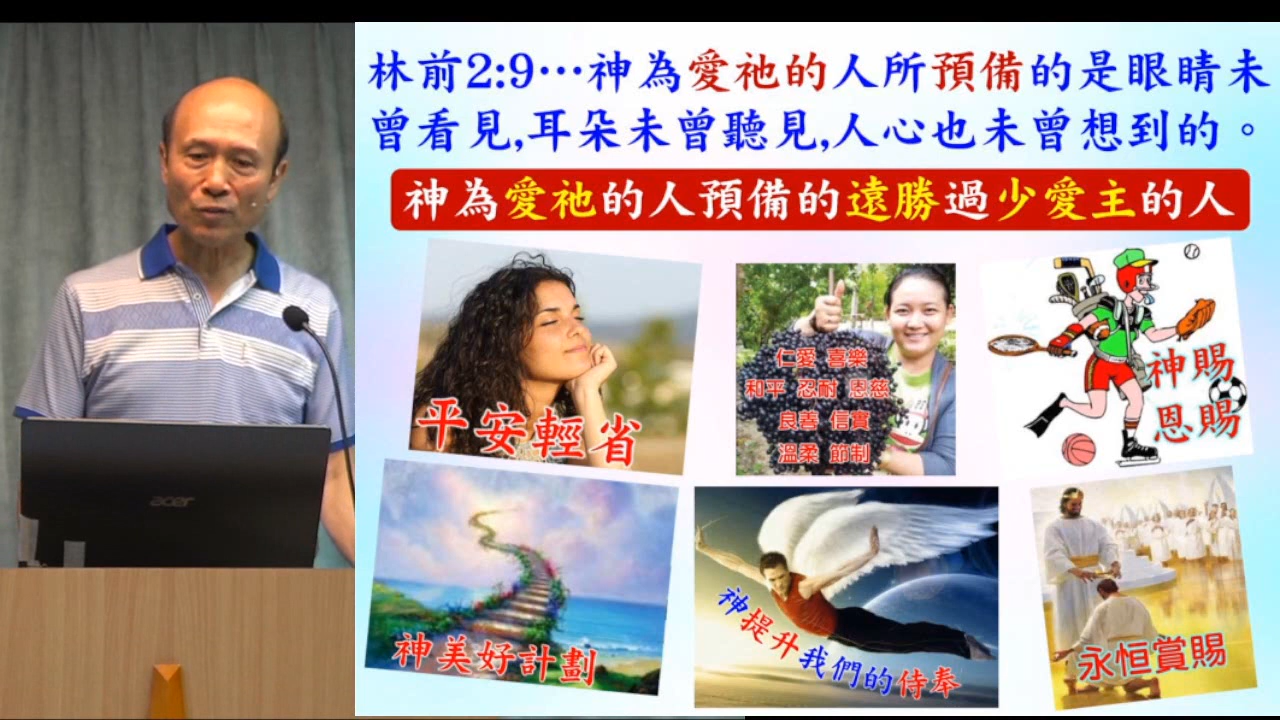 林前2:9…神為愛祂的人所預備的是眼睛未
曾看見,耳朵未曾聽見,人心也未曾想到的。
神為愛祂的人預備的遠勝過少愛主的人
平安輕省
仁愛 喜樂
和平 忍耐 恩慈
良善 信實
溫柔 節制
神賜
恩賜
神美好計劃
神提升我們的侍奉
永恒賞賜
acer